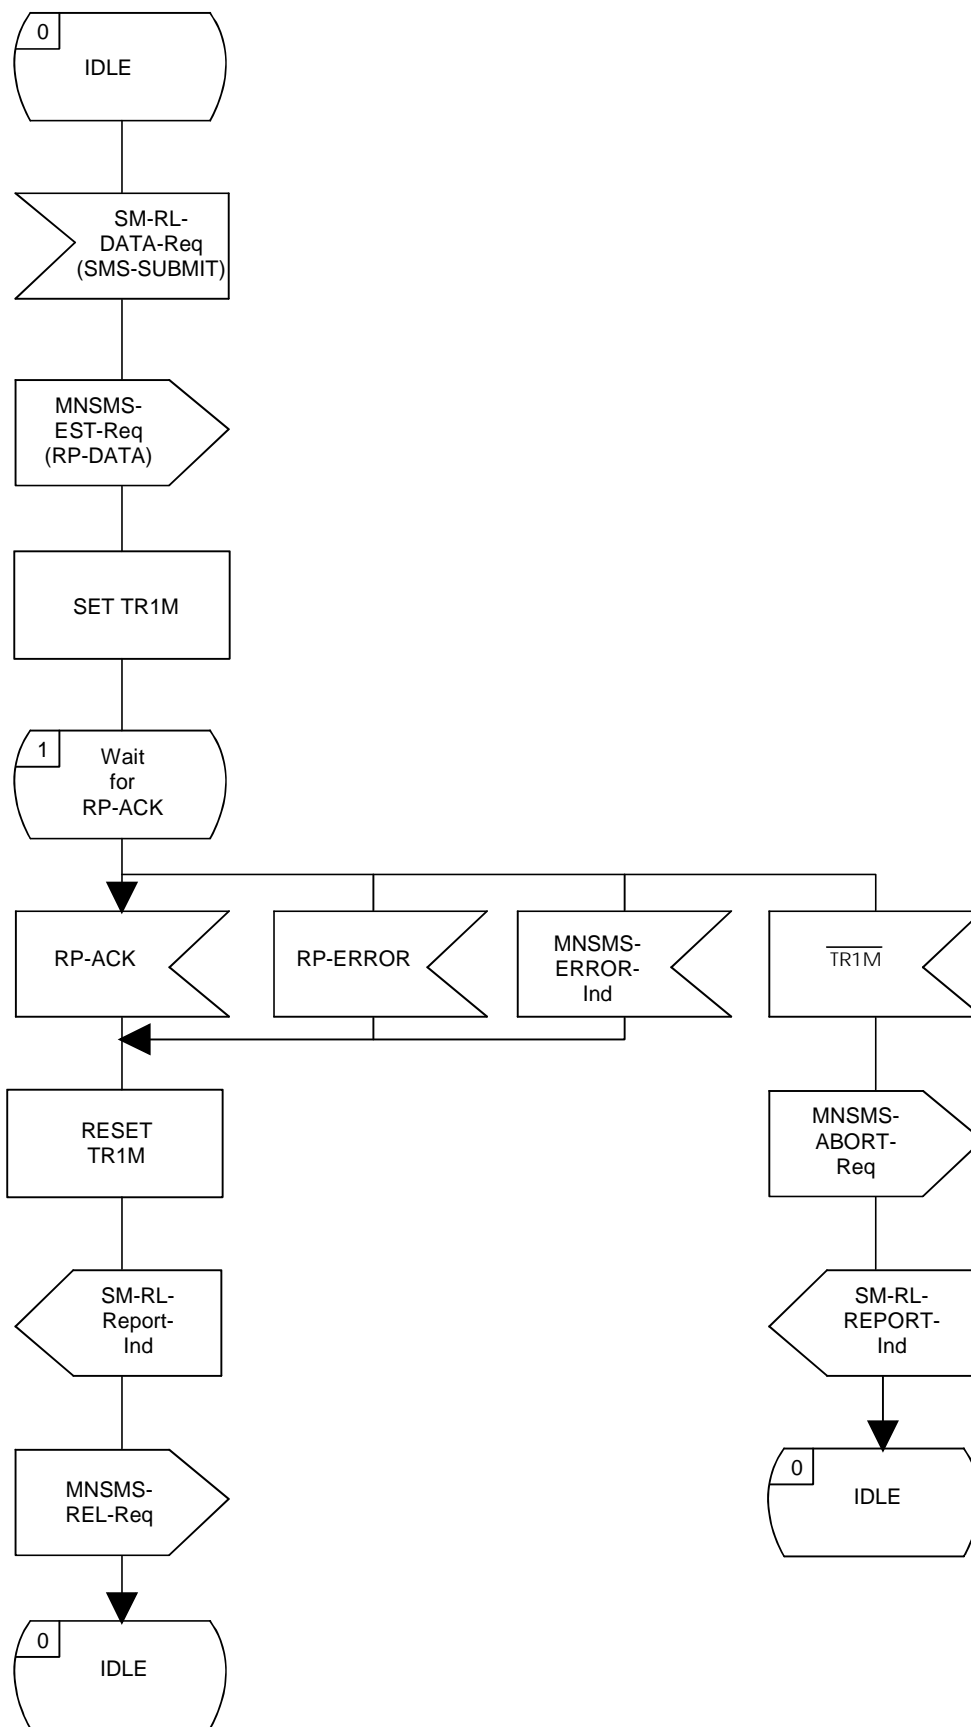 0
IDLE
SM-RL-
DATA-Req
(SMS-SUBMIT)
MNSMS-
EST-Req
(RP-DATA)
SET TR1M
1
Wait
for
RP-ACK
RP-ACK
RP-ERROR
MNSMS-
ERROR-
Ind
TR1M
RESET
TR1M
MNSMS-
ABORT-
Req
SM-RL-
Report-
Ind
SM-RL-
REPORT-
Ind
MNSMS-
REL-Req
0
IDLE
0
IDLE